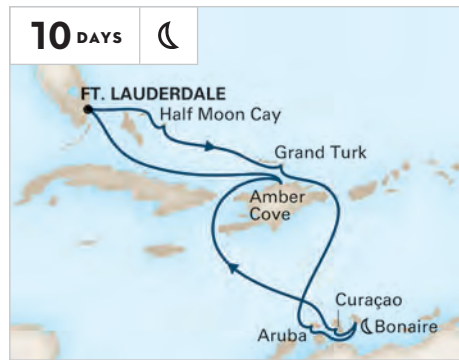 10 DAYS
FT. LAUDERDALE
Half Moon Cay
Grand Turk
Amber
Cove
Curaçao
Bonaire
Aruba